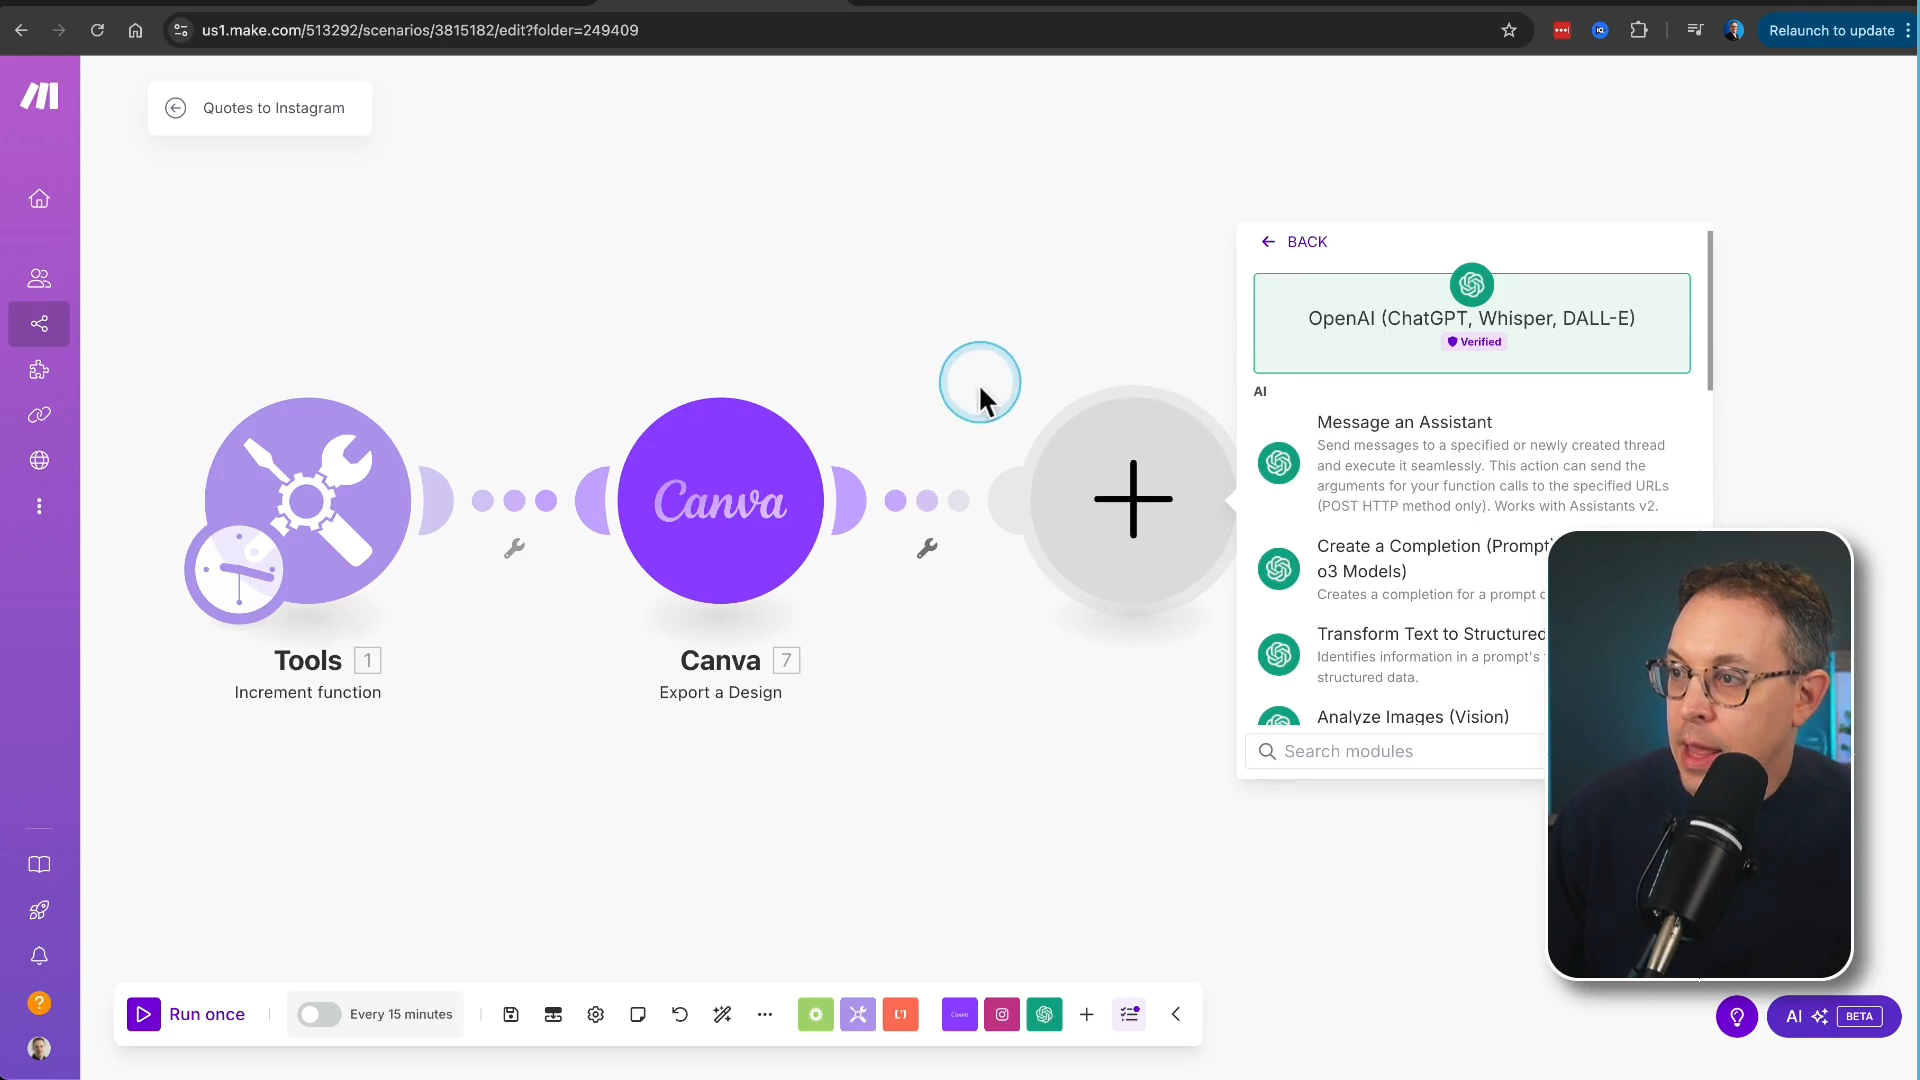 us1.make.com/513292/scenarios/3815182/edit?folder=249409
Relaunch to update
Quotes to Instagram
BACK
OpenAI (ChatGPT, Whisper, DALL-E)
Verified
AI
Message an Assistant
Send messages to a specified or newly created thread
and execute it seamlessly. This action can send the
arguments for your function calls to the specified URLs
(POST HTTP method only). Works with Assistants v2.
Create a Completion (Prompt)
o3 Models)
Creates a completion for a prompt
Transform Text to Structured
Identifies information in a prompt's
structured data.
Analyze Images (Vision)
Search modules
Canva
Tools 1
Increment function
Canva 7
Export a Design
Run once
Every 15 minutes
Canva
?
AI
BETA